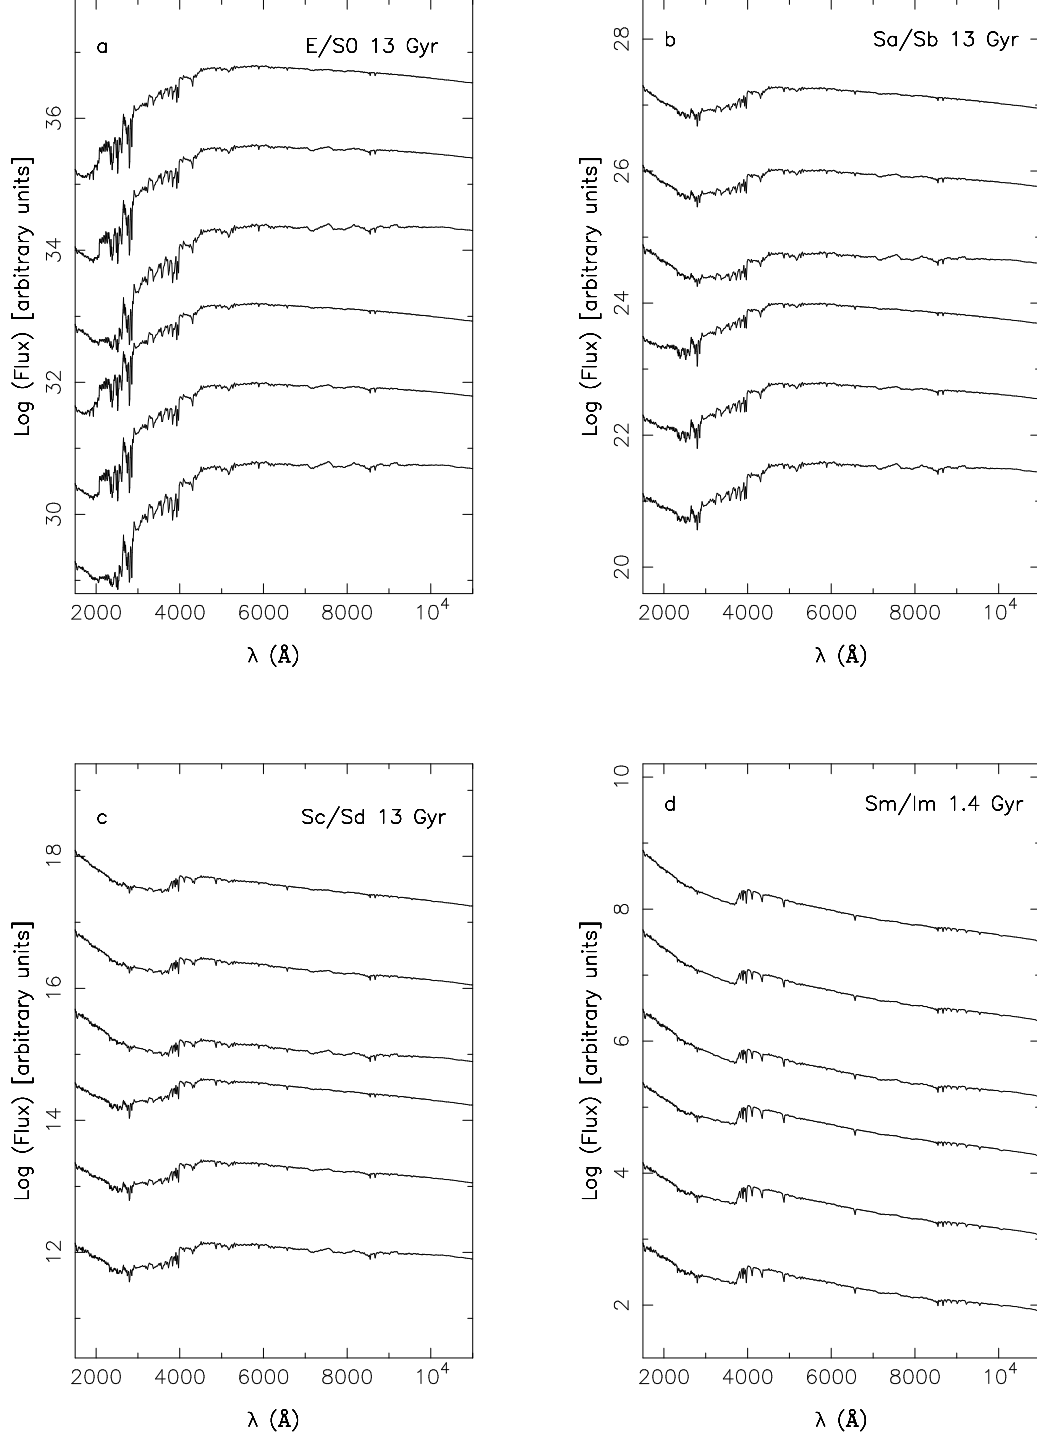 a E/S0 13 Gyr
36
34
32
30
Log (Flux) [arbitrary units]
2000 4000 6000 8000 10⁴
λ (Å)
b Sa/Sb 13 Gyr
28
26
24
22
20
Log (Flux) [arbitrary units]
2000 4000 6000 8000 10⁴
λ (Å)
c Sc/Sd 13 Gyr
18
16
14
12
Log (Flux) [arbitrary units]
2000 4000 6000 8000 10⁴
λ (Å)
d Sm/Im 1.4 Gyr
10
8
6
4
2
Log (Flux) [arbitrary units]
2000 4000 6000 8000 10⁴
λ (Å)